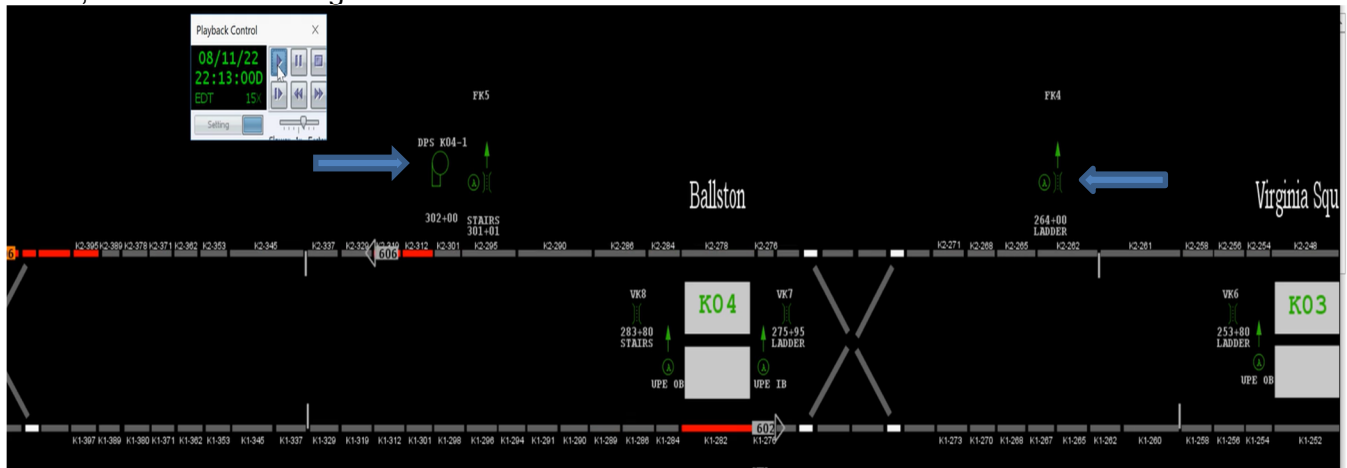 Playback Control
08/11/22
22:13:00D
EDT 15X
Setting
FK5
FK4
DPS K04-1
302+00
STAIRS
301+01
Ballston
264+00
LADDER
Virginia Squ
K2-395 K2-389 K2-378 K2-371 K2-362 K2-353 K2-345 K2-337 K2-329 K2-312 K2-301 K2-295 K2-290 K2-286 K2-284 K2-278 K2-276 K2-271 K2-268 K2-265 K2-262 K2-261 K2-258 K2-256 K2-254 K2-248
6 606
VK8
283+80
STAIRS
UPE OB
K04
VK7
275+95
LADDER
UPE IB
VK6
253+80
LADDER
UPE OB
K03
602
K1-397 K1-389 K1-380 K1-371 K1-362 K1-353 K1-345 K1-337 K1-329 K1-319 K1-312 K1-301 K1-298 K1-296 K1-294 K1-291 K1-290 K1-289 K1-286 K1-284 K1-282 K1-276 K1-273 K1-270 K1-268 K1-267 K1-265 K1-262 K1-260 K1-258 K1-256 K1-254 K1-252